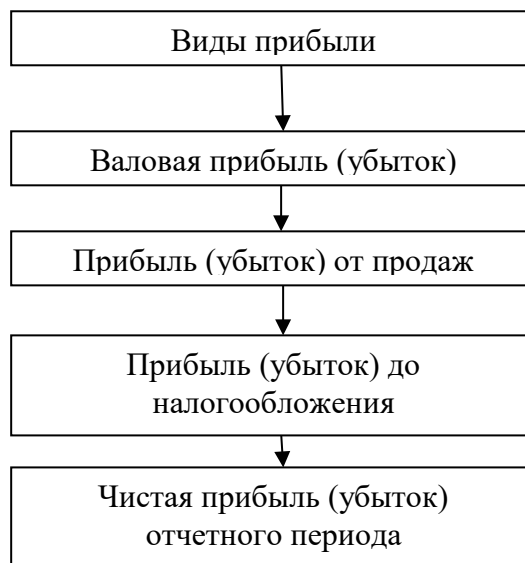 Виды прибыли
Валовая прибыль (убыток)
Прибыль (убыток) от продаж
Прибыль (убыток) до
налогообложения
Чистая прибыль (убыток)
отчетного периода